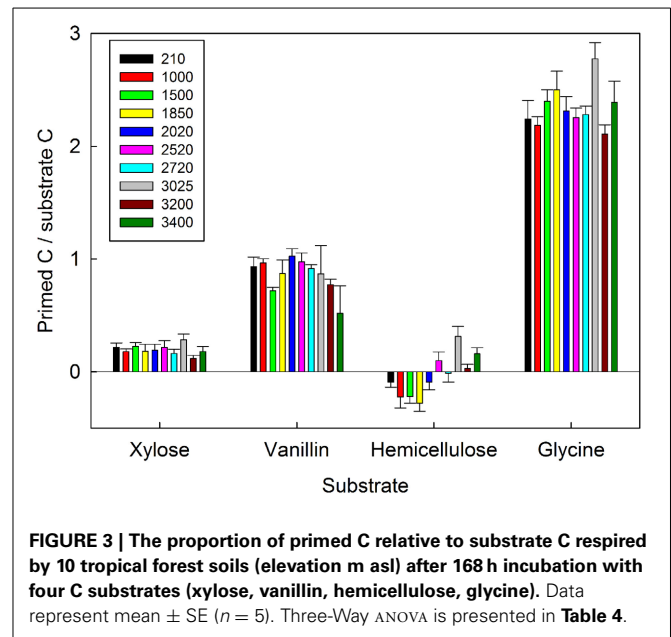 3
2
1
0
Primed C / substrate C
210
1000
1500
1850
2020
2520
2720
3025
3200
3400
Xylose Vanillin Hemicellulose Glycine
Substrate
FIGURE 3 | The proportion of primed C relative to substrate C respired
by 10 tropical forest soils (elevation m asl) after 168 h incubation with
four C substrates (xylose, vanillin, hemicellulose, glycine). Data
represent mean ± SE (n = 5). Three-Way ANOVA is presented in Table 4.